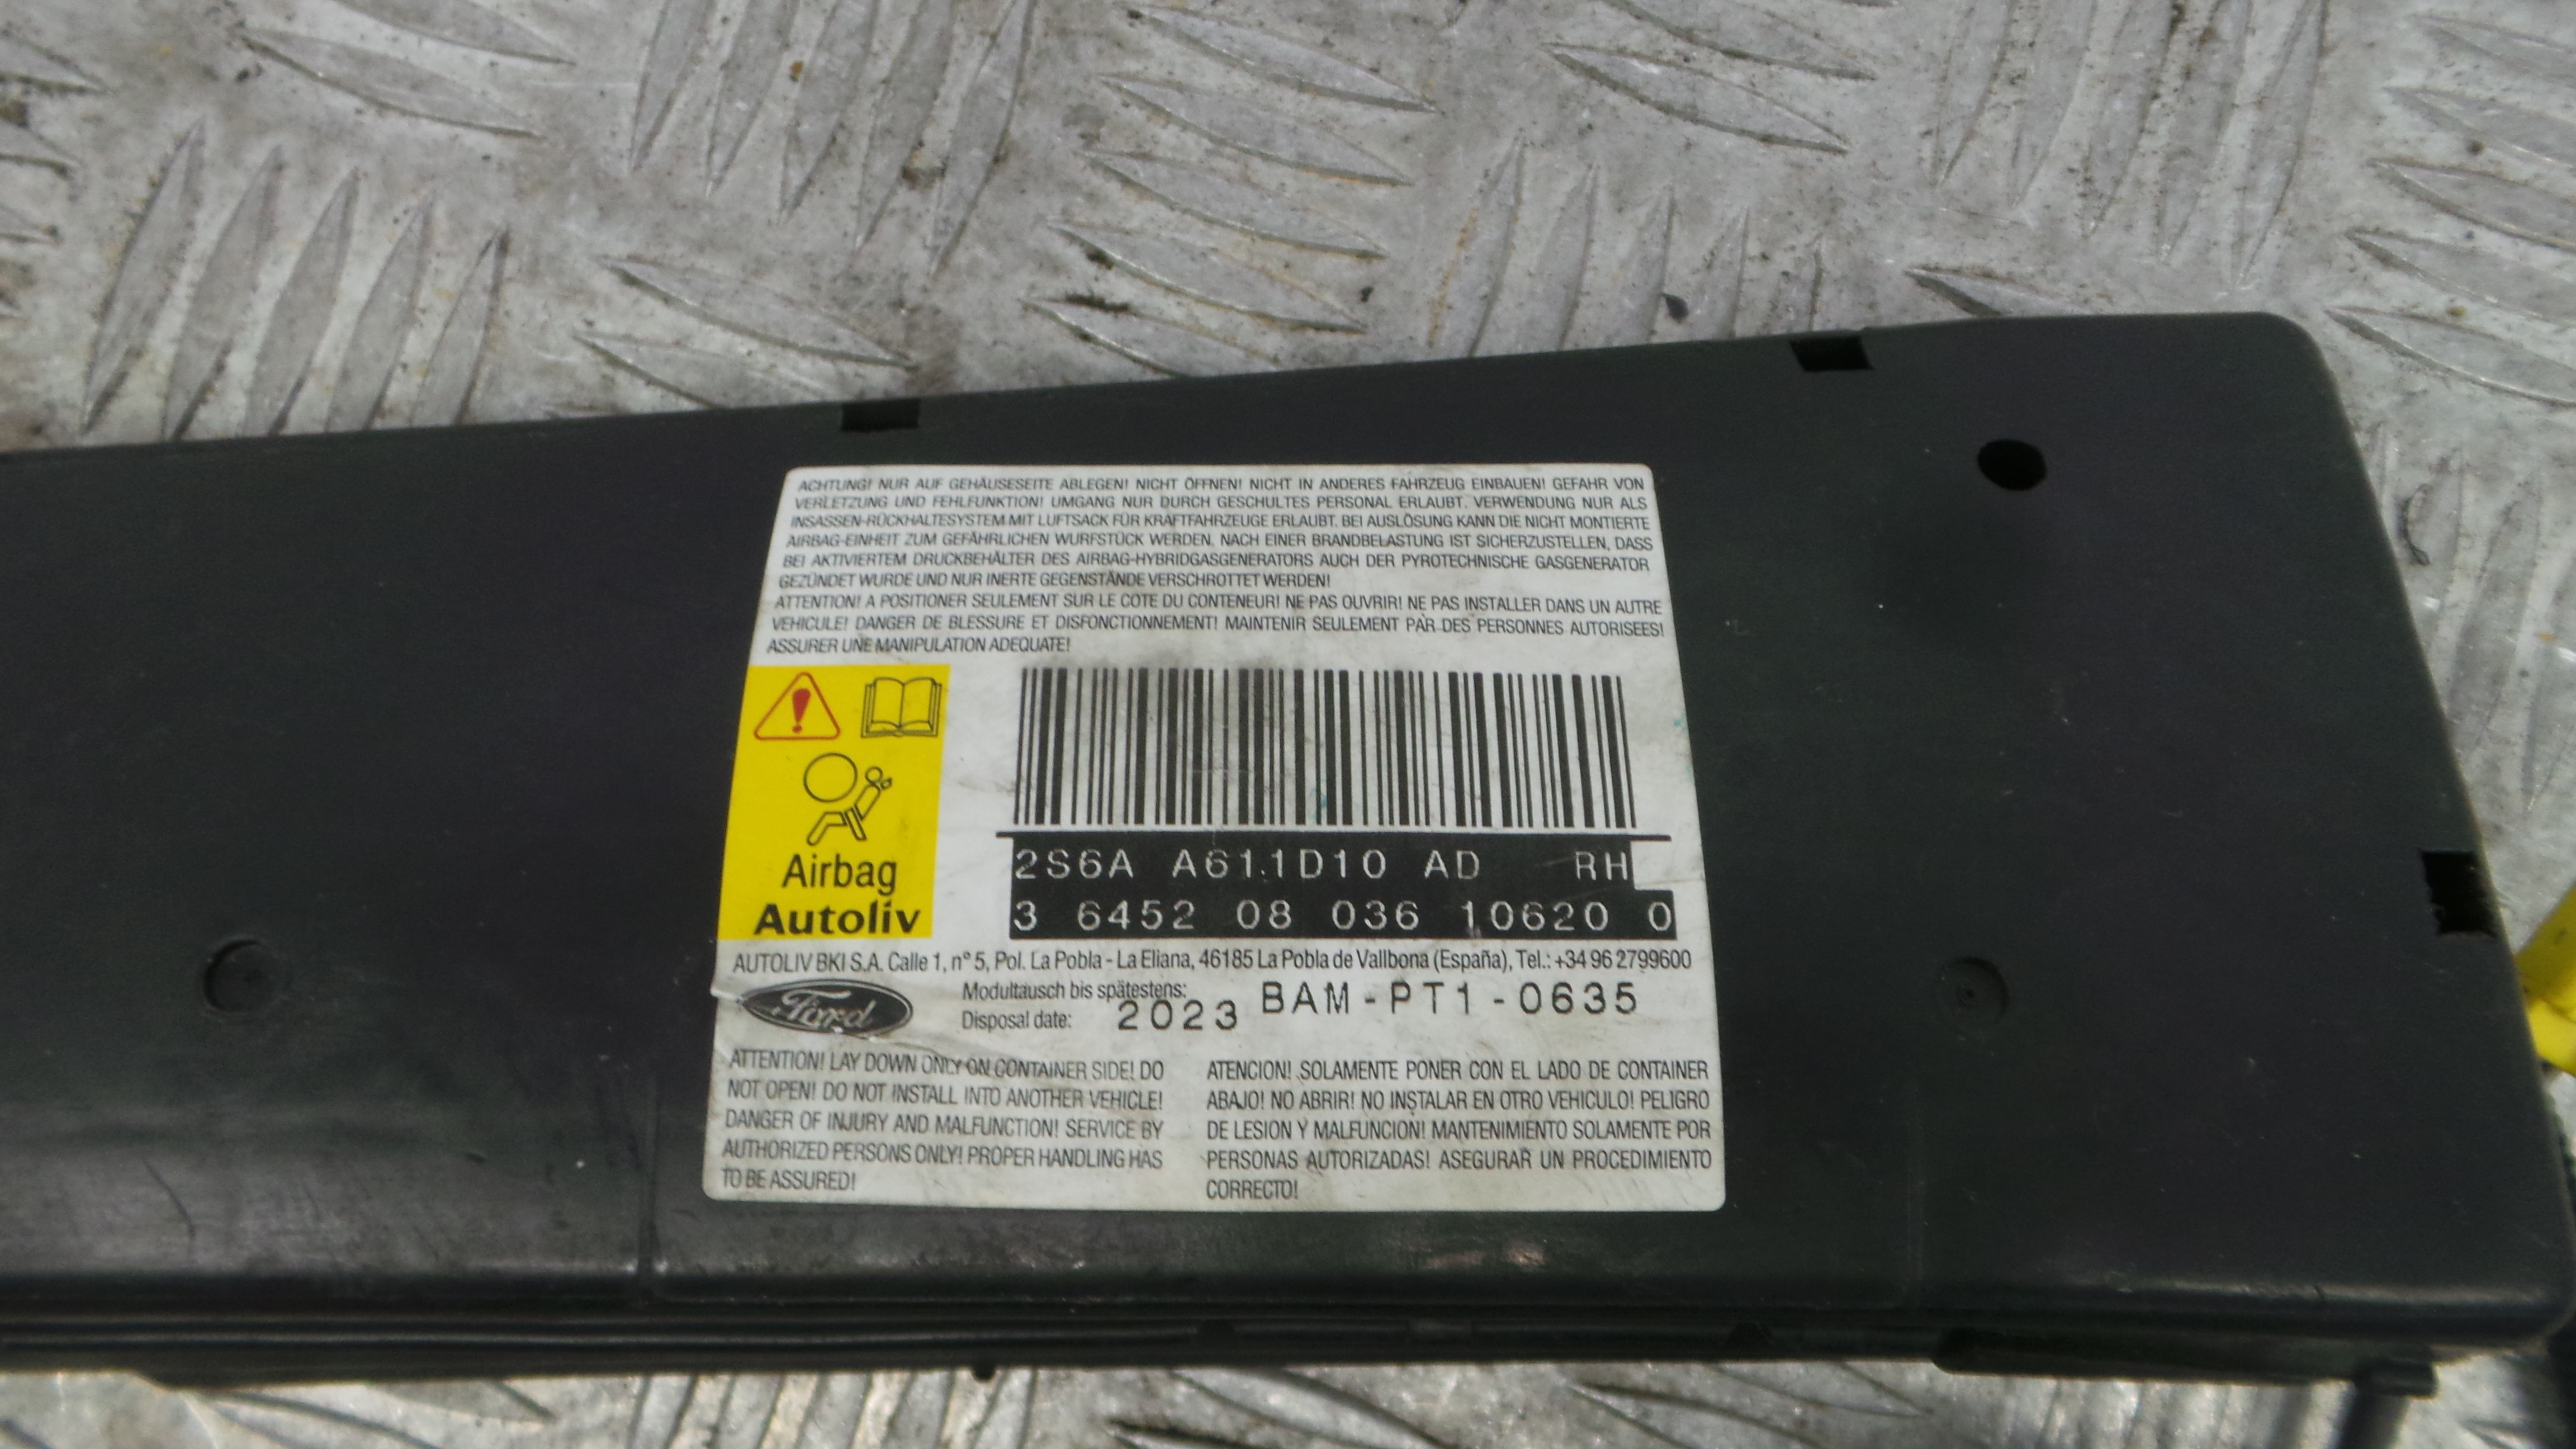 ACHTUNG! NUR AUF GEHÄUSESEITE ABLEGEN! NICHT ÖFFNEN! NICHT IN ANDERES FAHRZEUG EINBAUEN! GEFAHR VON
VERLETZUNG UND FEHLFUNKTION! UMGANG NUR DURCH GESCHULTES PERSONAL ERLAUBT. VERWENDUNG NUR ALS
INSASSEN-RÜCKHALTESYSTEM MIT LUFTSACK FÜR KRAFTFAHRZEUGE ERLAUBT. BEI AUSLÖSUNG KANN DIE NICHT MONTIERTE
AIRBAG-EINHEIT ZUM GEFÄHRLICHEN WURFSTÜCK WERDEN. NACH EINER BRANDBELASTUNG IST SICHERZUSTELLEN, DASS
BEI AKTIVIERTEM DRUCKBEHÄLTER DES AIRBAG-HYBRIDGASGENERATORS AUCH DER PYROTECHNISCHE GASGENERATOR
GEZÜNDET WURDE UND NUR INERTE GEGENSTÄNDE VERSCHROTTET WERDEN!
ATTENTION! A POSITIONER SEULEMENT SUR LE COTE DU CONTENEUR! NE PAS OUVRIR! NE PAS INSTALLER DANS UN AUTRE
VEHICULE! DANGER DE BLESSURE ET DISFONCTIONNEMENT! MAINTENIR SEULEMENT PAR DES PERSONNES AUTORISEES!
ASSURER UNE MANIPULATION ADEQUATE!
Airbag
Autoliv
2S6A A611D10 AD RH
3 6452 08 036 10620 0
AUTOLIV BKI S.A. Calle 1, n° 5, Pol. La Pobla - La Eliana, 46185 La Pobla de Vallbona (España), Tel.: +34 96 2799600
Ford
Modultausch bis spätestens:
Disposal date: 2023 BAM-PT1-0635
ATTENTION! LAY DOWN ONLY ON CONTAINER SIDE! DO
NOT OPEN! DO NOT INSTALL INTO ANOTHER VEHICLE!
DANGER OF INJURY AND MALFUNCTION! SERVICE BY
AUTHORIZED PERSONS ONLY! PROPER HANDLING HAS
TO BE ASSURED!
ATENCION! SOLAMENTE PONER CON EL LADO DE CONTAINER
ABAJO! NO ABRIR! NO INSTALAR EN OTRO VEHICULO! PELIGRO
DE LESION Y MALFUNCION! MANTENIMIENTO SOLAMENTE POR
PERSONAS AUTORIZADAS! ASEGURAR UN PROCEDIMIENTO
CORRECTO!